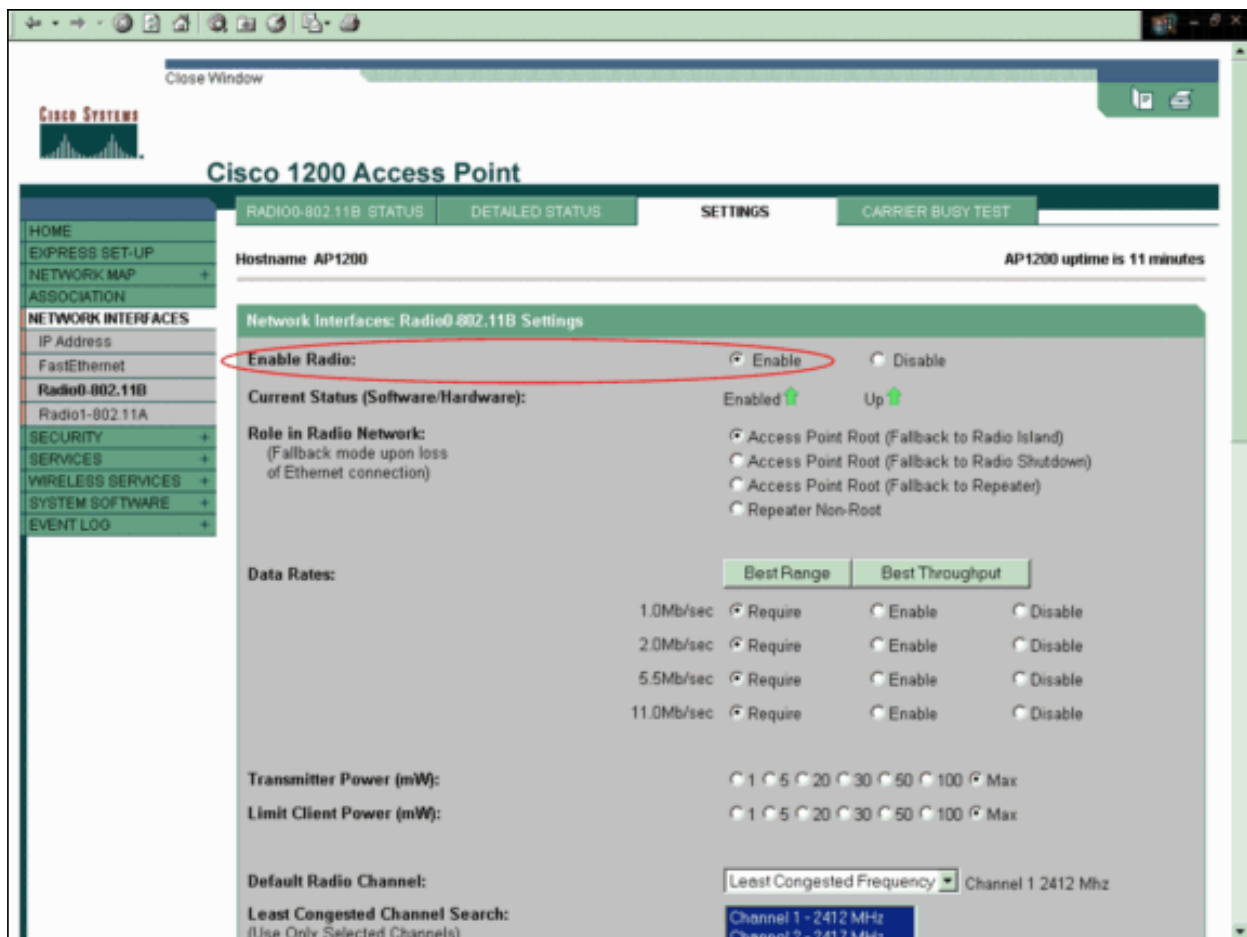 Close Window
CISCO SYSTEMS
Cisco 1200 Access Point
RADIO0-802.11B STATUS DETAILED STATUS SETTINGS CARRIER BUSY TEST
HOME
EXPRESS SET-UP
NETWORK MAP +
ASSOCIATION
NETWORK INTERFACES
IP Address
FastEthernet
Radio0-802.11B
Radio1-802.11A
SECURITY +
SERVICES +
WIRELESS SERVICES +
SYSTEM SOFTWARE +
EVENT LOG +
Hostname AP1200 AP1200 uptime is 11 minutes
Network Interfaces: Radio0-802.11B Settings
Enable Radio: Enable Disable
Current Status (Software/Hardware): Enabled Up
Role in Radio Network:
(Fallback mode upon loss
of Ethernet connection)
Access Point Root (Fallback to Radio Island)
Access Point Root (Fallback to Radio Shutdown)
Access Point Root (Fallback to Repeater)
Repeater Non-Root
Data Rates: Best Range Best Throughput
1.0Mb/sec Require Enable Disable
2.0Mb/sec Require Enable Disable
5.5Mb/sec Require Enable Disable
11.0Mb/sec Require Enable Disable
Transmitter Power (mW): 1 5 20 30 50 100 Max
Limit Client Power (mW): 1 5 20 30 50 100 Max
Default Radio Channel: Least Congested Frequency Channel 1 2412 Mhz
Least Congested Channel Search:
(Use Only Selected Channels)
Channel 1 - 2412 MHz
Channel 2 - 2417 MHz